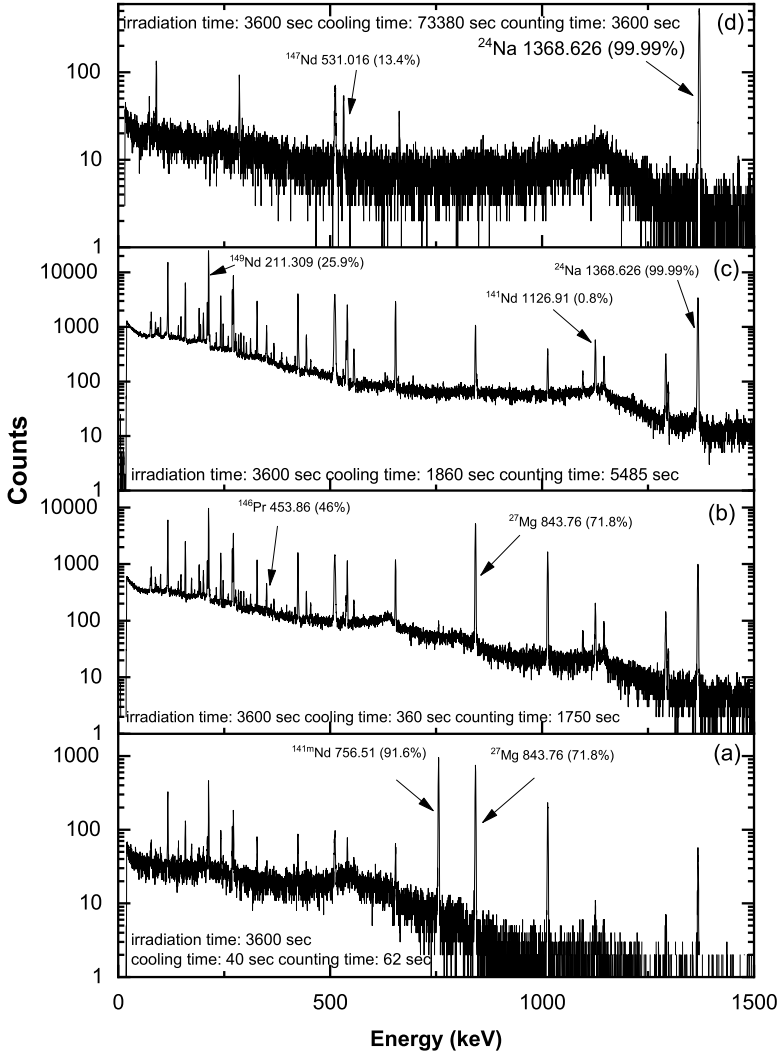 irradiation time: 3600 sec cooling time: 73380 sec counting time: 3600 sec
(d)
¹⁴⁷Nd 531.016 (13.4%)
²⁴Na 1368.626 (99.99%)
100
10
1
(c)
¹⁴⁹Nd 211.309 (25.9%)
²⁴Na 1368.626 (99.99%)
¹⁴¹Nd 1126.91 (0.8%)
10000
1000
100
10
1
irradiation time: 3600 sec cooling time: 1860 sec counting time: 5485 sec
(b)
¹⁴⁶Pr 453.86 (46%)
²⁷Mg 843.76 (71.8%)
10000
1000
100
10
1
irradiation time: 3600 sec cooling time: 360 sec counting time: 1750 sec
(a)
¹⁴¹ᵐNd 756.51 (91.6%)
²⁷Mg 843.76 (71.8%)
1000
100
10
1
irradiation time: 3600 sec
cooling time: 40 sec counting time: 62 sec
0
500
1000
1500
Energy (keV)
Counts